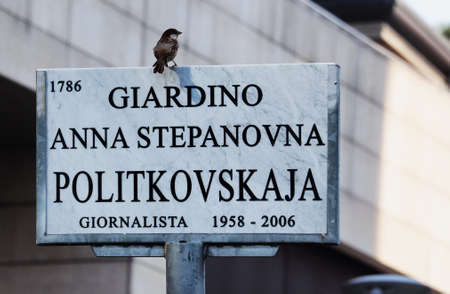 1786
GIARDINO
ANNA STEPANOVNA
POLITKOVSKAJA
GIORNALISTA 1958 - 2006